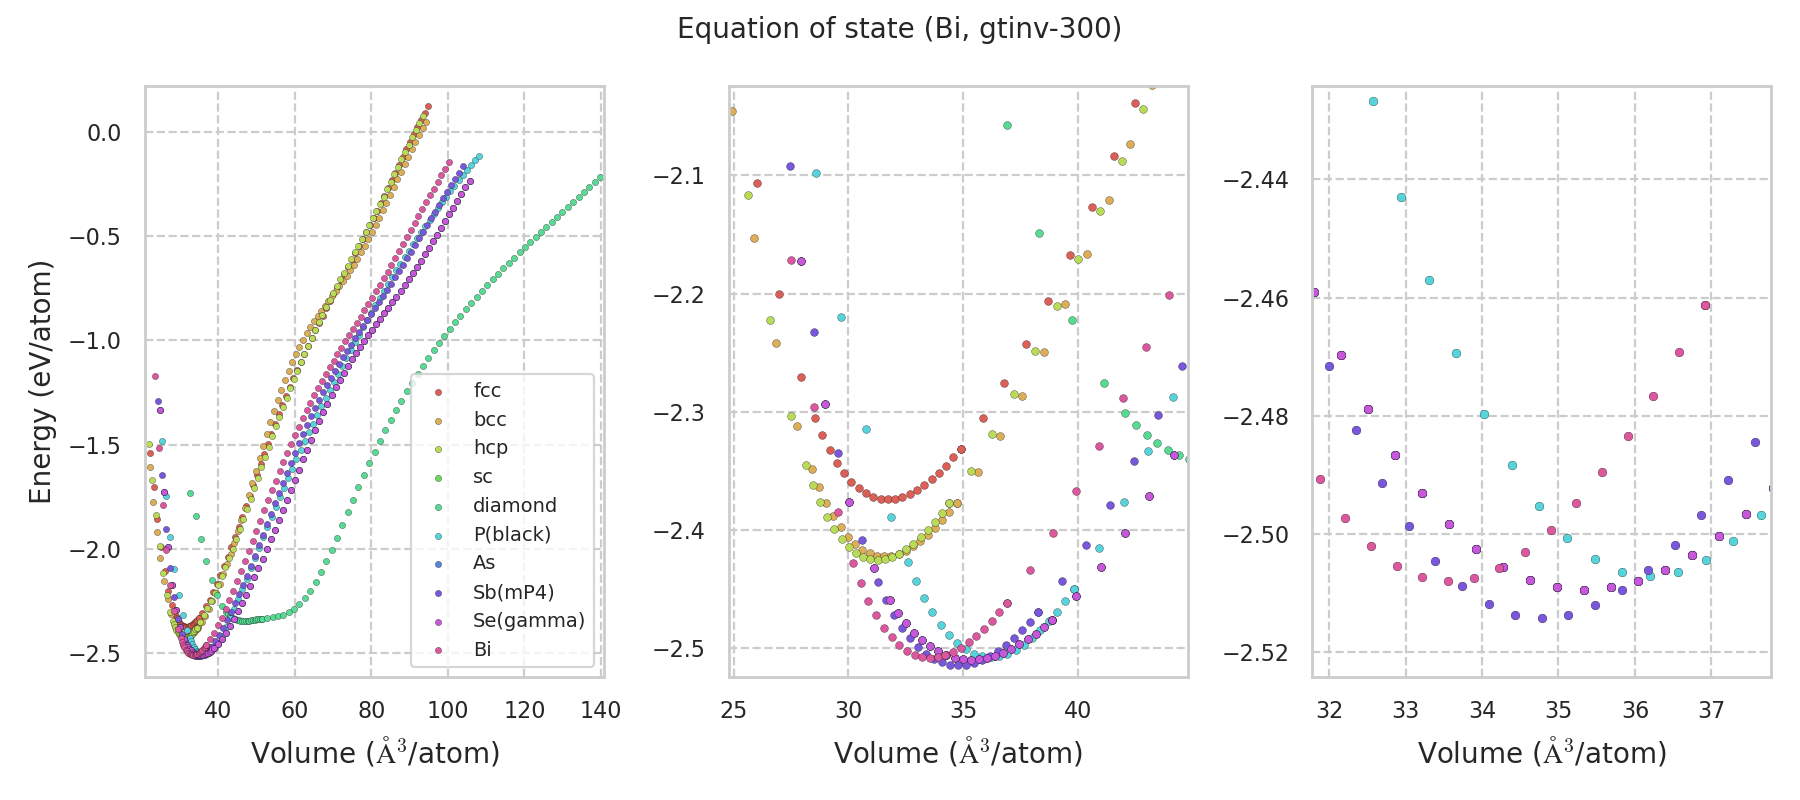 Equation of state (Bi, gtinv-300)
Energy (eV/atom)
0.0
−0.5
−1.0
−1.5
−2.0
−2.5
40 60 80 100 120 140
Volume (Å³/atom)
fcc
bcc
hcp
sc
diamond
P(black)
As
Sb(mP4)
Se(gamma)
Bi
−2.1
−2.2
−2.3
−2.4
−2.5
25 30 35 40
Volume (Å³/atom)
−2.44
−2.46
−2.48
−2.50
−2.52
32 33 34 35 36 37
Volume (Å³/atom)